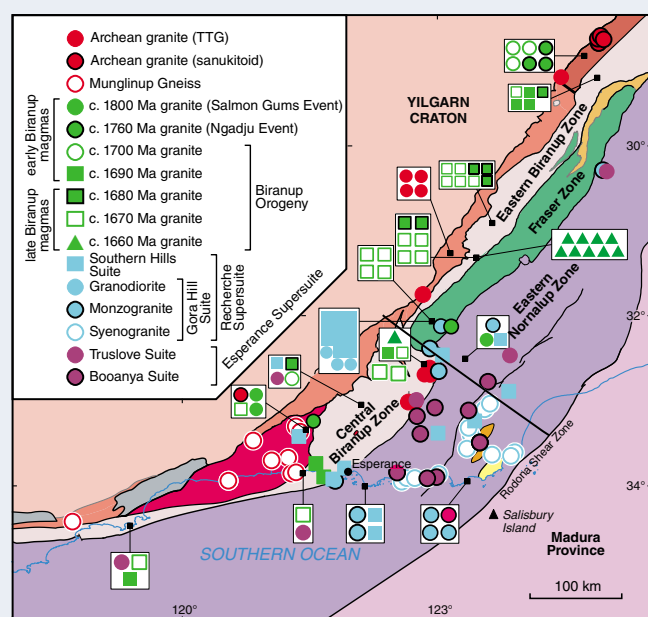 Archean granite (TTG)
Archean granite (sanukitoid)
Munglinup Gneiss
early Biranup
magmas
c. 1800 Ma granite (Salmon Gums Event)
c. 1760 Ma granite (Ngadju Event)
c. 1700 Ma granite
c. 1690 Ma granite
late Biranup
magmas
c. 1680 Ma granite
c. 1670 Ma granite
c. 1660 Ma granite
Biranup
Orogeny
Southern Hills
Suite
Granodiorite
Monzogranite
Syenogranite
Gora Hill
Suite
Recherche
Supersuite
Truslove Suite
Booanya Suite
Esperance Supersuite
YILGARN
CRATON
Eastern Biranup Zone
Fraser Zone
Eastern
Nornalup Zone
Central
Biranup Zone
Esperance
Rodona Shear Zone
Salisbury
Island
Madura
Province
SOUTHERN OCEAN
100 km
30°
32°
34°
120°
123°